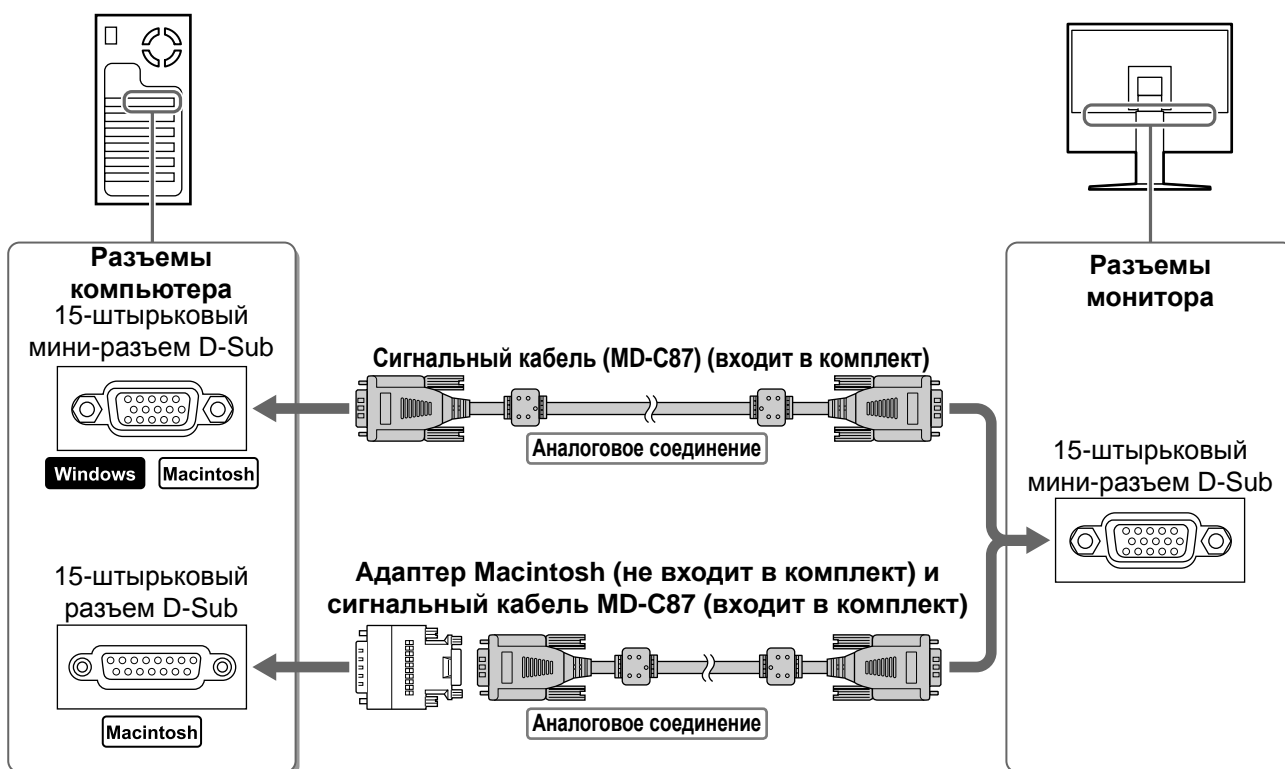 Разъемы
компьютера
15-штырьковый
мини-разъем D-Sub
Windows Macintosh
15-штырьковый
разъем D-Sub
Macintosh
Сигнальный кабель (MD-C87) (входит в комплект)
Аналоговое соединение
Адаптер Macintosh (не входит в комплект) и
сигнальный кабель MD-C87 (входит в комплект)
Аналоговое соединение
Разъемы
монитора
15-штырьковый
мини-разъем D-Sub